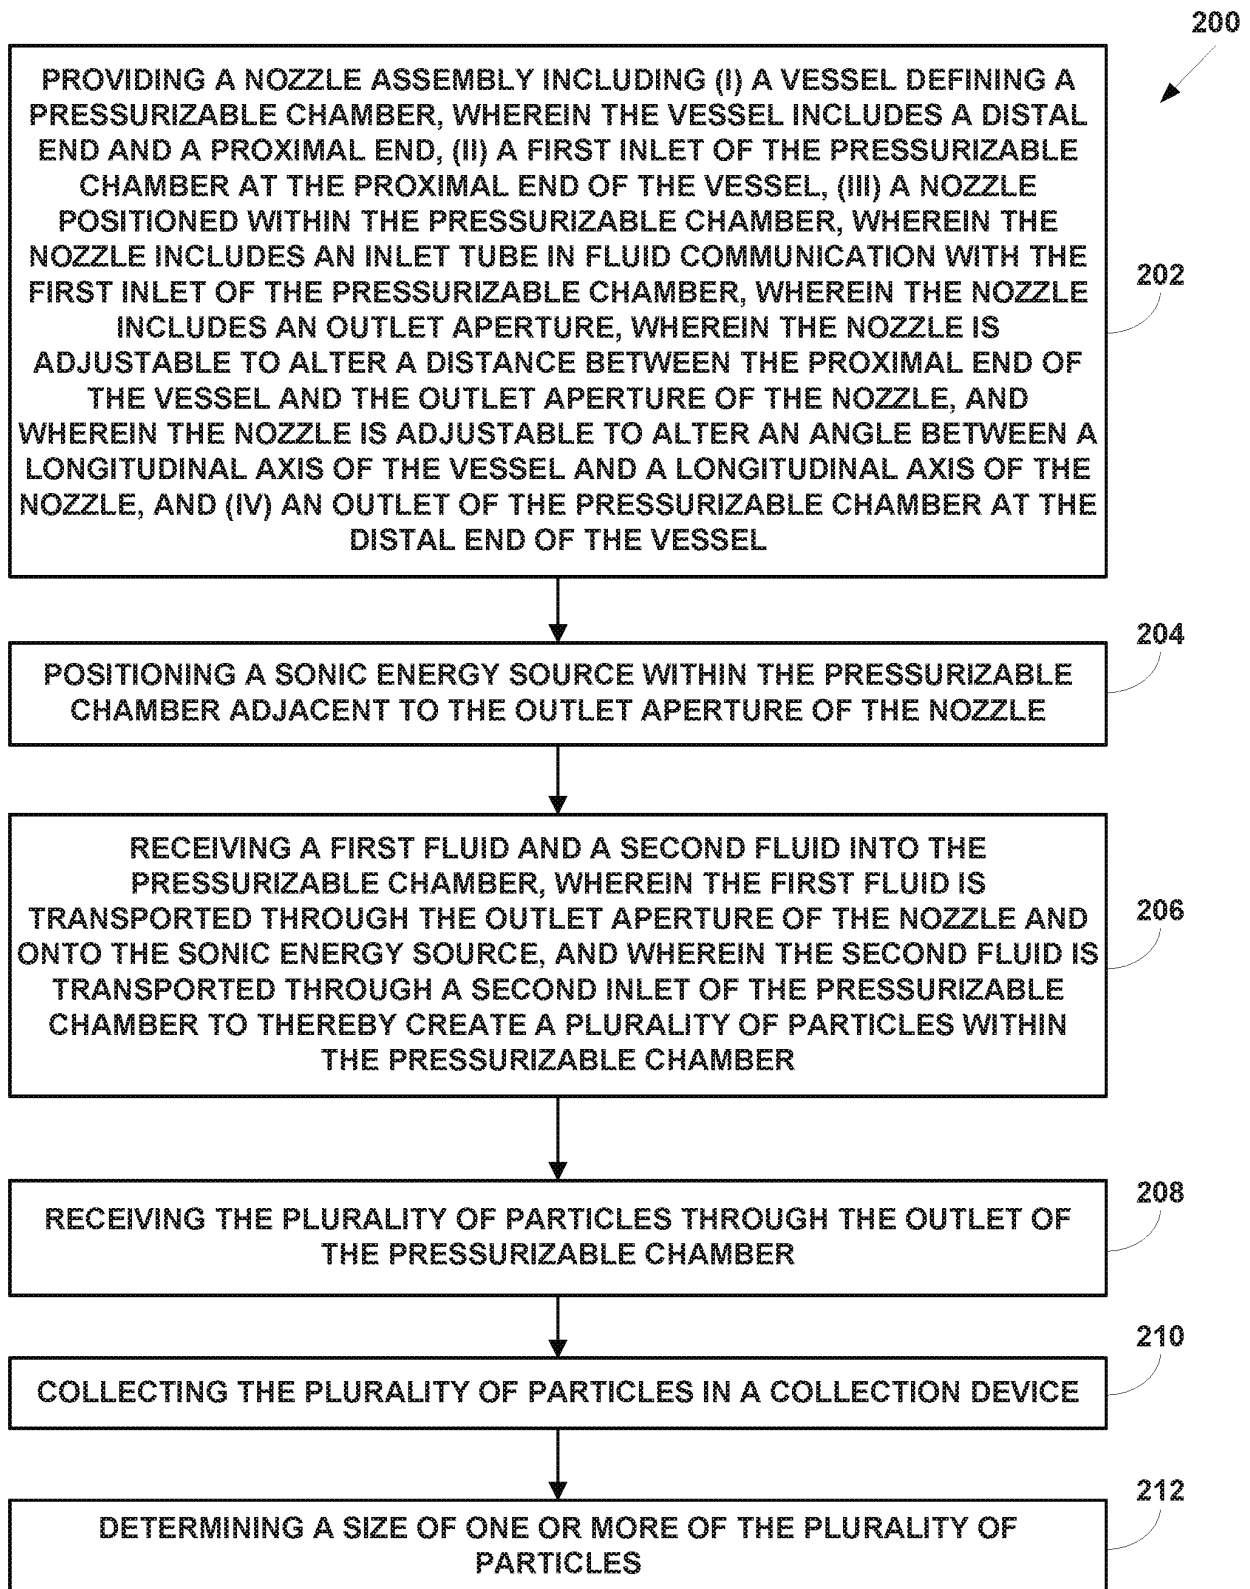 200
PROVIDING A NOZZLE ASSEMBLY INCLUDING (I) A VESSEL DEFINING A
PRESSURIZABLE CHAMBER, WHEREIN THE VESSEL INCLUDES A DISTAL
END AND A PROXIMAL END, (II) A FIRST INLET OF THE PRESSURIZABLE
CHAMBER AT THE PROXIMAL END OF THE VESSEL, (III) A NOZZLE
POSITIONED WITHIN THE PRESSURIZABLE CHAMBER, WHEREIN THE
NOZZLE INCLUDES AN INLET TUBE IN FLUID COMMUNICATION WITH THE
FIRST INLET OF THE PRESSURIZABLE CHAMBER, WHEREIN THE NOZZLE
INCLUDES AN OUTLET APERTURE, WHEREIN THE NOZZLE IS
ADJUSTABLE TO ALTER A DISTANCE BETWEEN THE PROXIMAL END OF
THE VESSEL AND THE OUTLET APERTURE OF THE NOZZLE, AND
WHEREIN THE NOZZLE IS ADJUSTABLE TO ALTER AN ANGLE BETWEEN A
LONGITUDINAL AXIS OF THE VESSEL AND A LONGITUDINAL AXIS OF THE
NOZZLE, AND (IV) AN OUTLET OF THE PRESSURIZABLE CHAMBER AT THE
DISTAL END OF THE VESSEL
202
POSITIONING A SONIC ENERGY SOURCE WITHIN THE PRESSURIZABLE
CHAMBER ADJACENT TO THE OUTLET APERTURE OF THE NOZZLE
204
RECEIVING A FIRST FLUID AND A SECOND FLUID INTO THE
PRESSURIZABLE CHAMBER, WHEREIN THE FIRST FLUID IS
TRANSPORTED THROUGH THE OUTLET APERTURE OF THE NOZZLE AND
ONTO THE SONIC ENERGY SOURCE, AND WHEREIN THE SECOND FLUID IS
TRANSPORTED THROUGH A SECOND INLET OF THE PRESSURIZABLE
CHAMBER TO THEREBY CREATE A PLURALITY OF PARTICLES WITHIN
THE PRESSURIZABLE CHAMBER
206
RECEIVING THE PLURALITY OF PARTICLES THROUGH THE OUTLET OF
THE PRESSURIZABLE CHAMBER
208
COLLECTING THE PLURALITY OF PARTICLES IN A COLLECTION DEVICE
210
DETERMINING A SIZE OF ONE OR MORE OF THE PLURALITY OF
PARTICLES
212